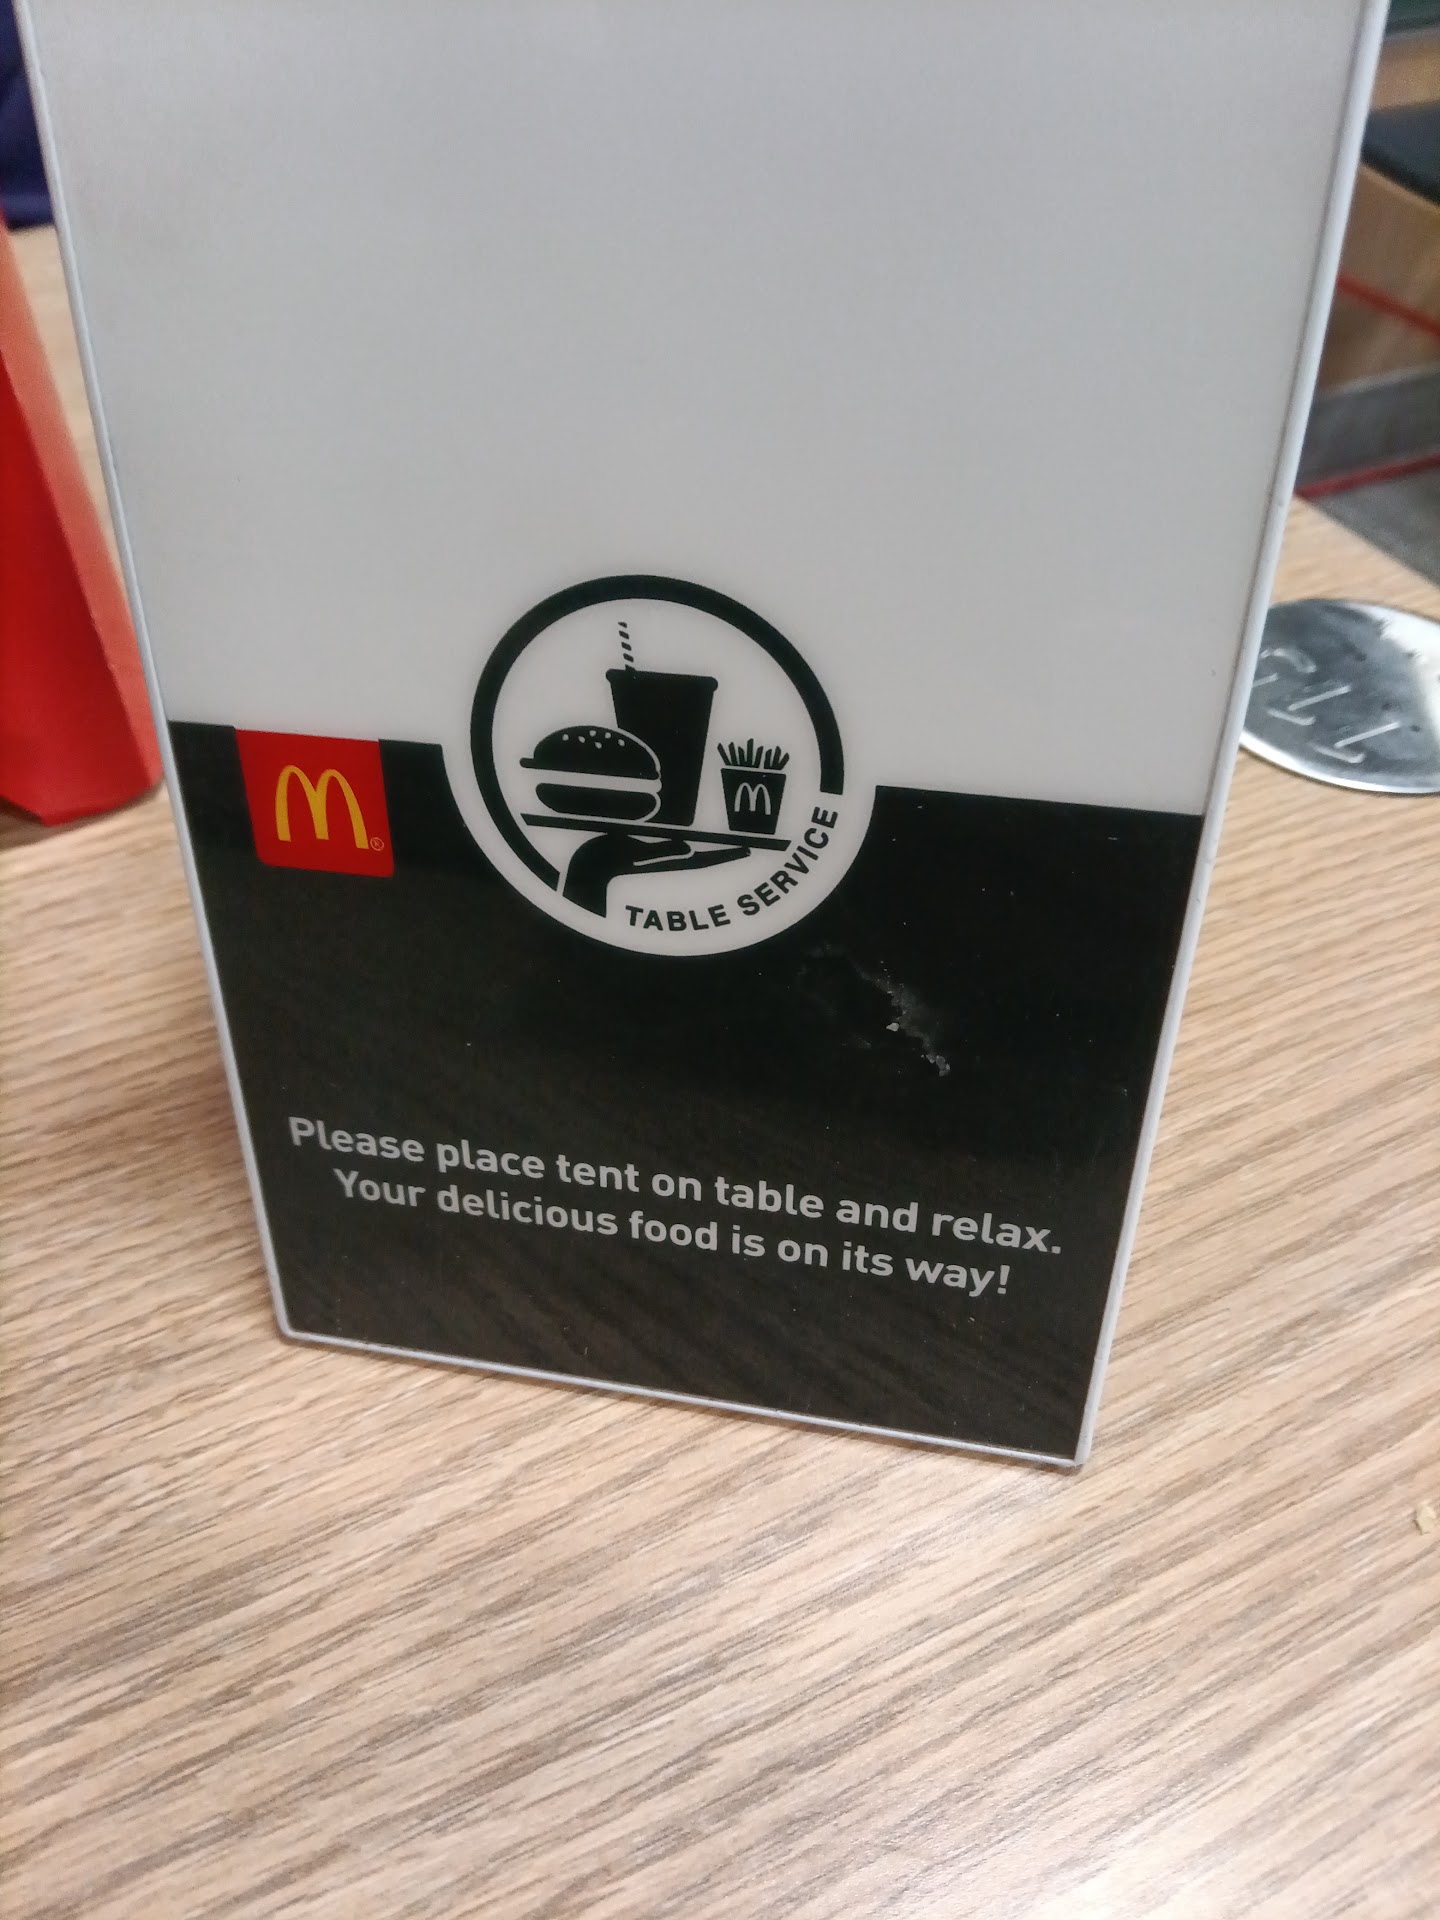 TABLE SERVICE
Please place tent on table and relax.
Your delicious food is on its way!